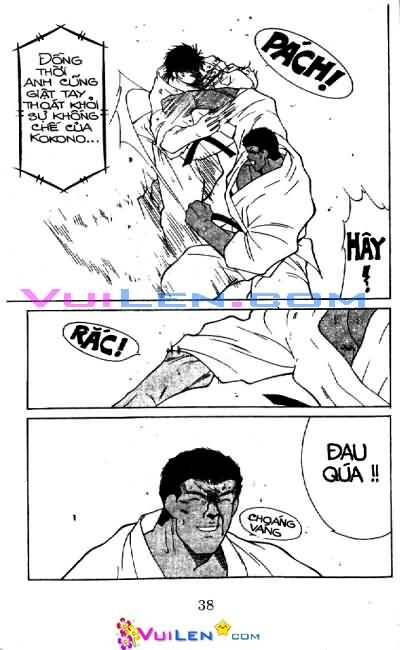 ĐỒNG
THỜI
ANH CŨNG
GIẬT TAY
THOÁT KHỎI
SỰ KHỐNG
CHẾ CỦA
KOKONO...
PÁCH!
HÂY
!
VUILEN.COM
RẮC!
ĐAU
QÚA !!
CHOÁNG
VÁNG
38
VUILEN.COM